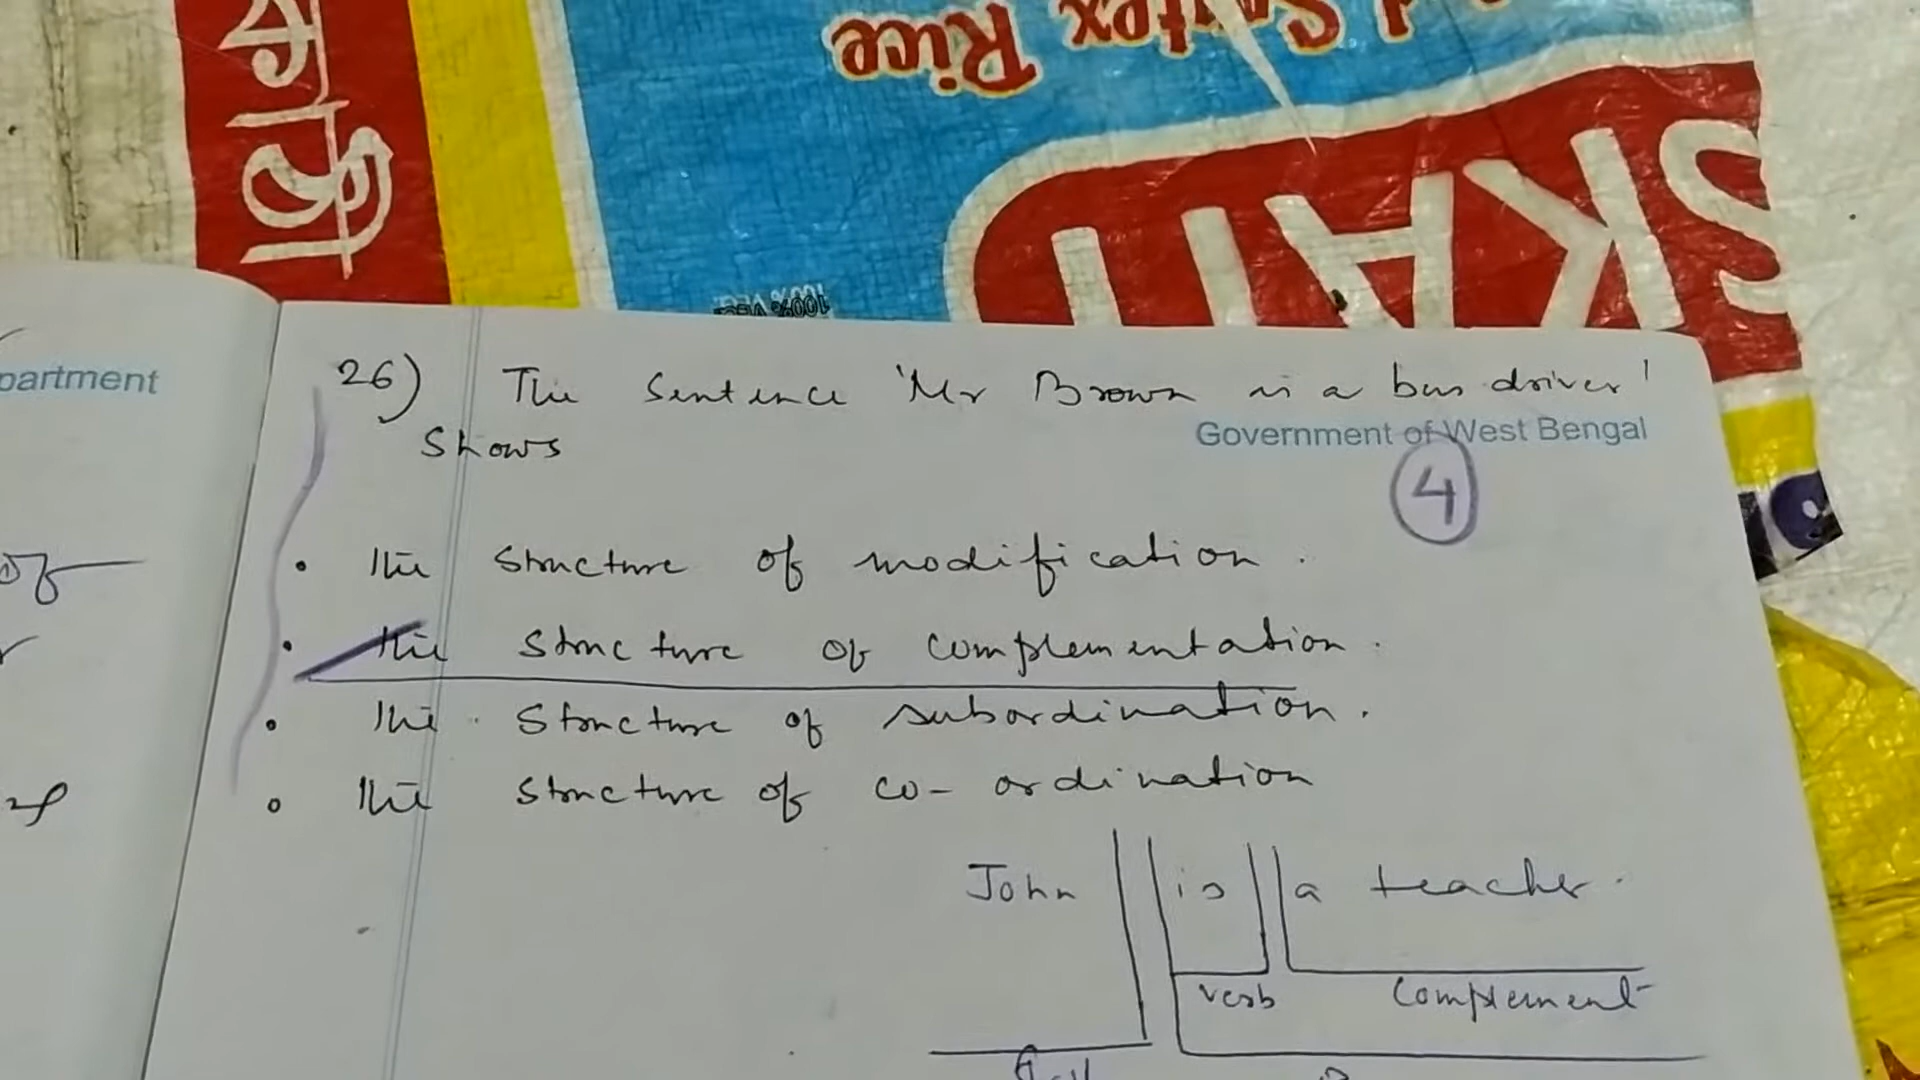 partment
26) The Sentence 'Mr Brown is a bus driver'
Shows
Government of West Bengal
4
• The Structure of modification.
• The Structure of complementation.
• The Structure of subordination.
• The Structure of co-ordination
John is a teacher.
verb Complement
Rice
SKAI
100%